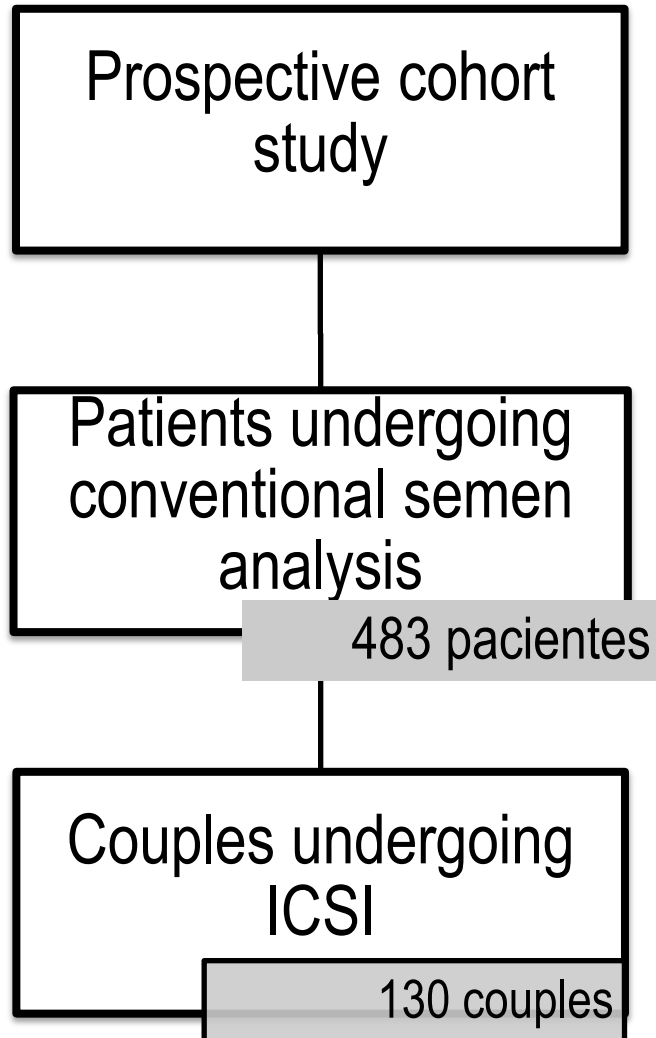 Prospective cohort
study
Patients undergoing
conventional semen
analysis
483 pacientes
Couples undergoing
ICSI
130 couples